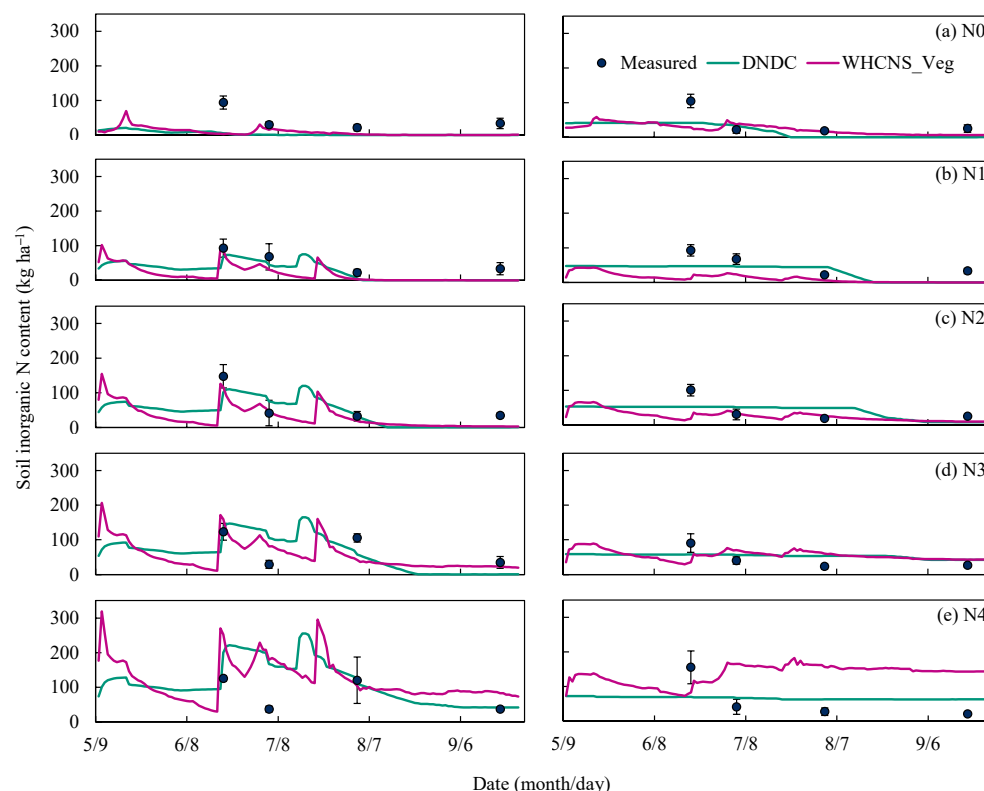 300
200
100
0
(a) N0
Measured DNDC WHCNS_Veg
300
200
100
0
(b) N1
300
200
100
0
(c) N2
300
200
100
0
(d) N3
300
200
100
0
(e) N4
Soil inorganic N content (kg ha⁻¹)
5/9 6/8 7/8 8/7 9/6 5/9 6/8 7/8 8/7 9/6
Date (month/day)